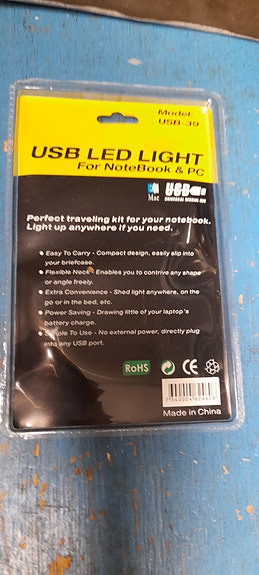 Model:
USB-39
USB LED LIGHT
For NoteBook & PC
Mac
USB
Perfect traveling kit for your notebook.
Light up anywhere if you need.
Easy To Carry - Compact design, easily slip into
your briefcase.
Flexible Neck - Enables you to contrive any shape
or angle freely.
Extra Convenience - Shed light anywhere, on the
go or in the bed, etc.
Power Saving - Drawing little of your laptop's
battery charge.
Simple To Use - No external power, directly plug
into any USB port.
RoHS
CE
Made in China